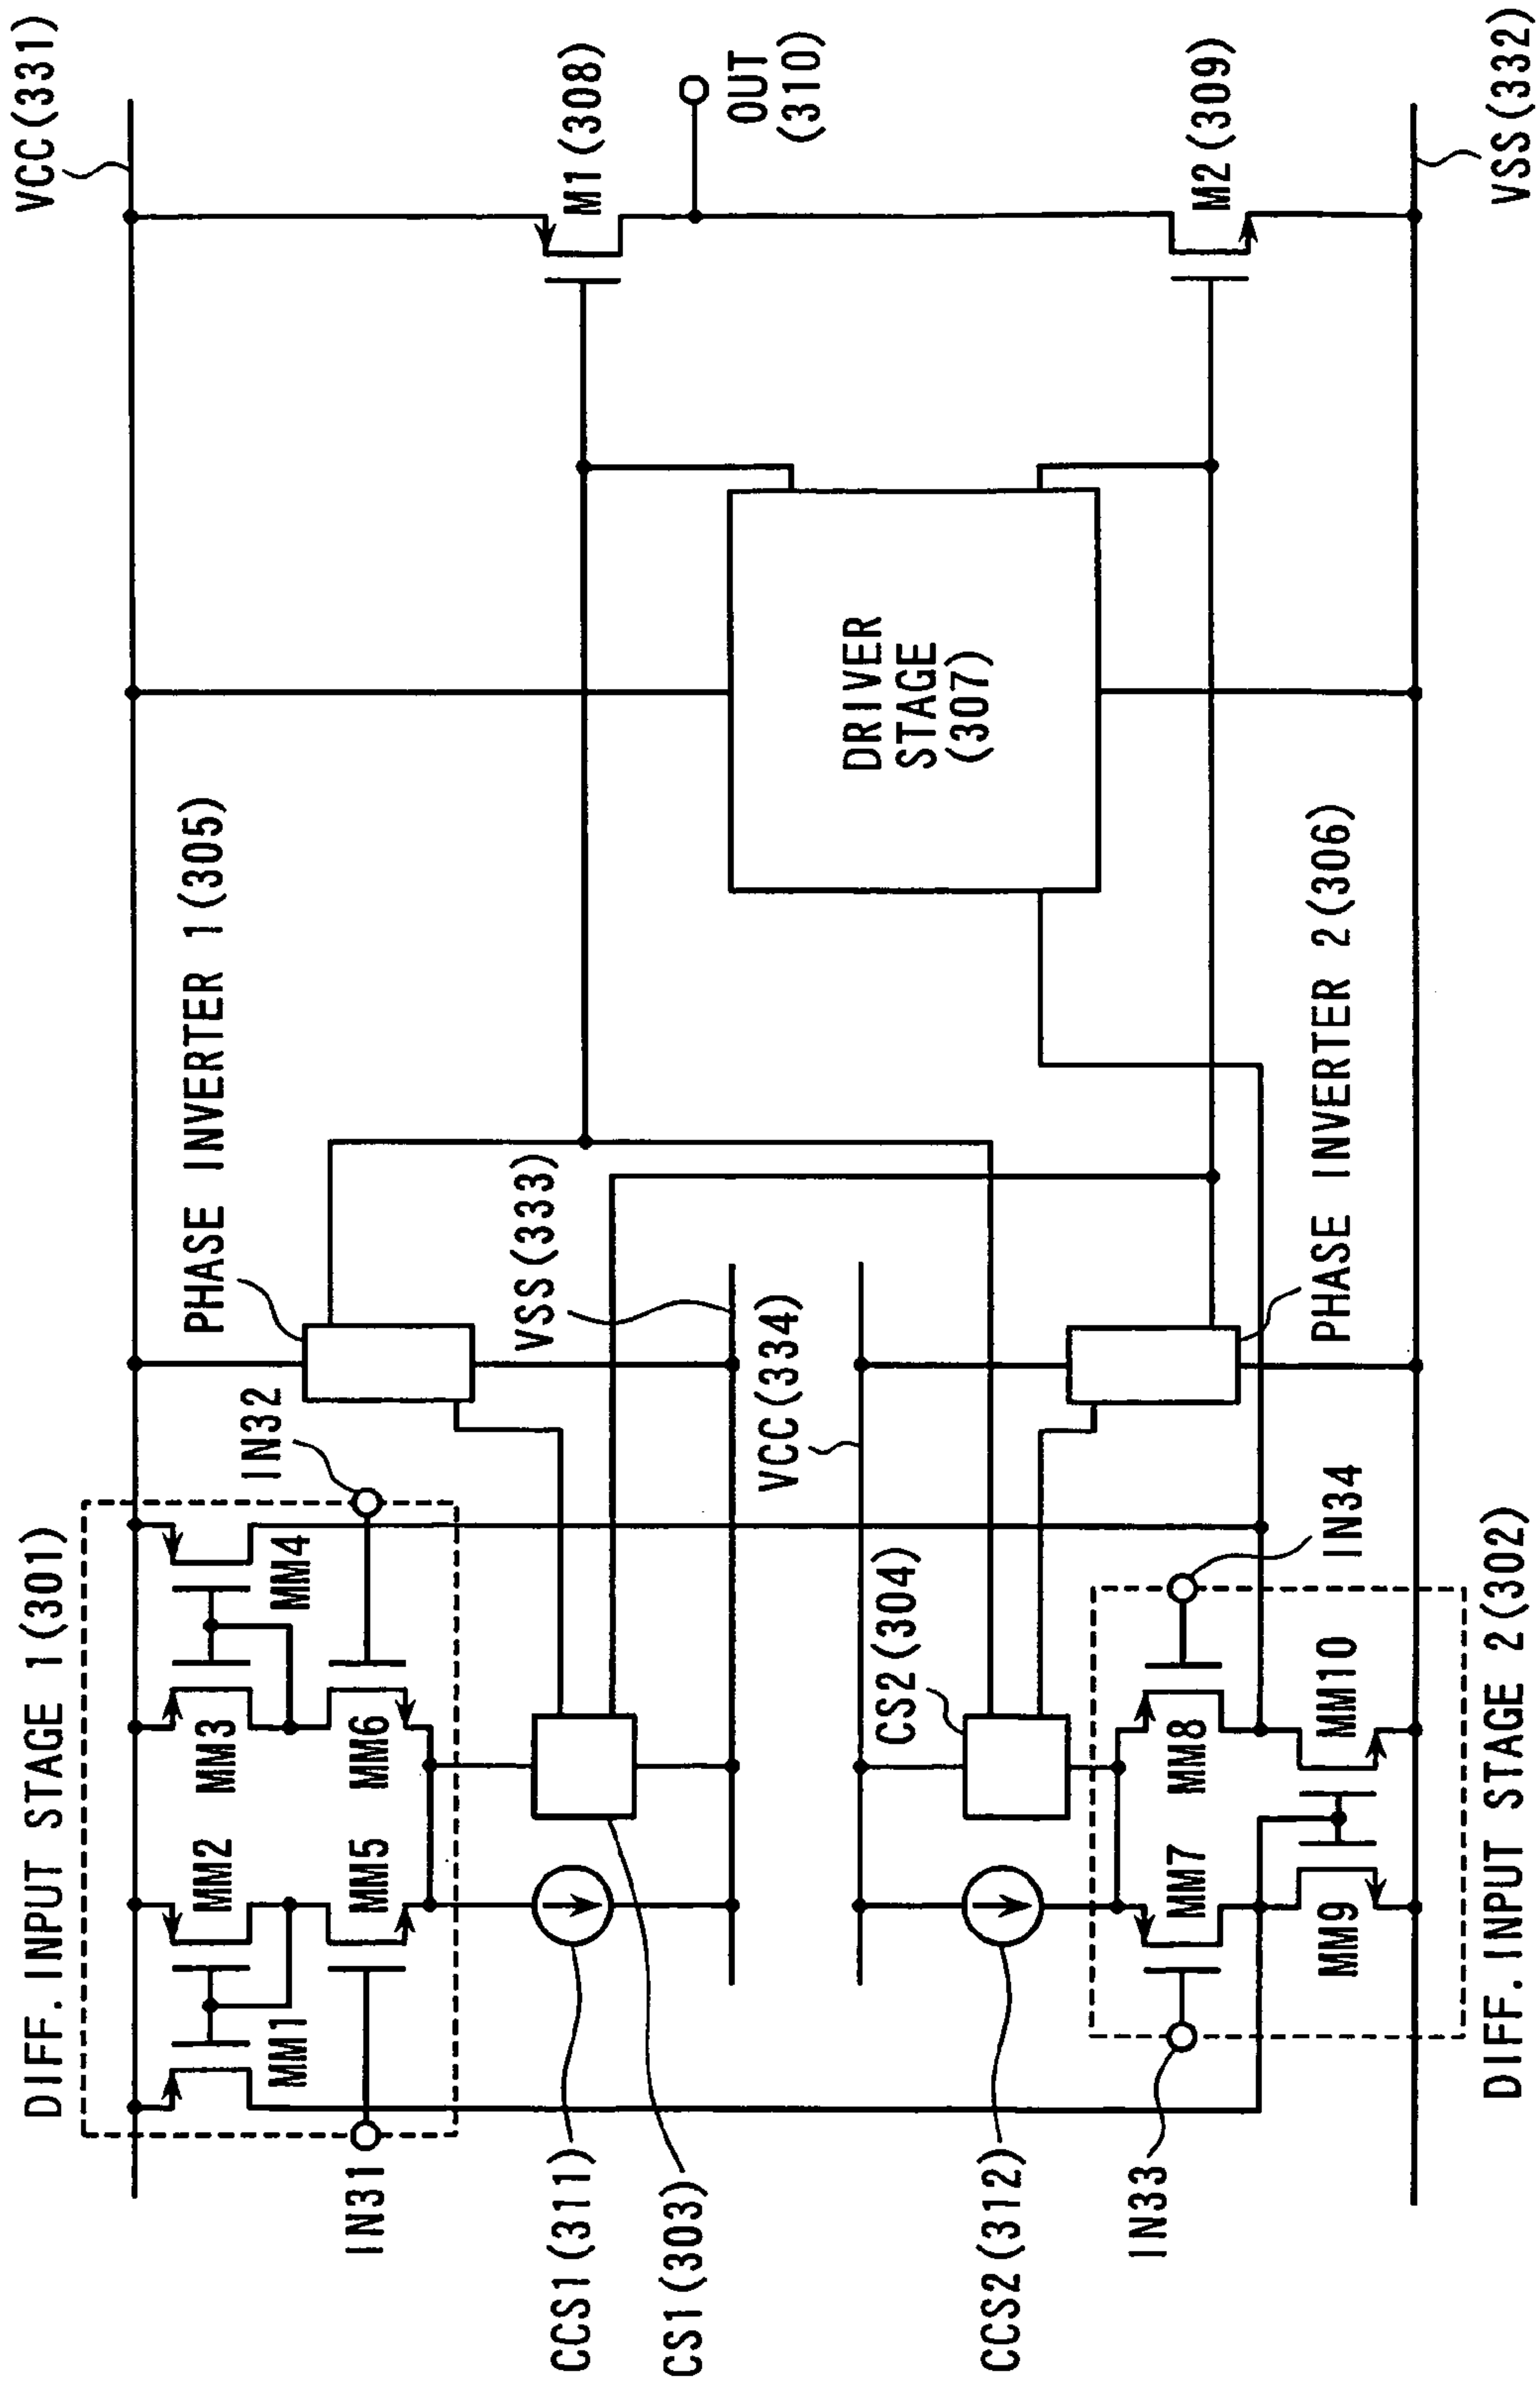 DIFF. INPUT STAGE 1(301)
VCC(331)
MM1
MM2
MM3
MM4
PHASE INVERTER 1(305)
IN31
MM5
MM6
IN32
CCS1(311)
CS1(303)
VSS(333)
M1(308)
VCC(334)
OUT
(310)
DRIVER
STAGE
(307)
CCS2(312)
CS2(304)
IN33
MM7
MM8
IN34
MM9
MM10
PHASE INVERTER 2(306)
M2(309)
DIFF. INPUT STAGE 2(302)
VSS(332)